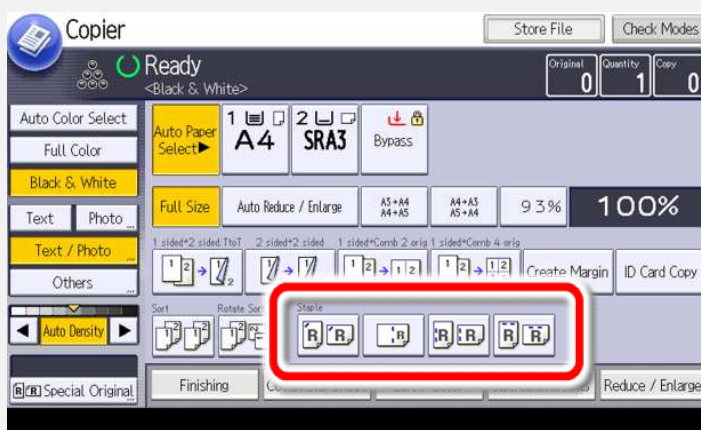 Copier
Store File
Check Modes
Ready
<Black & White>
Original
0
Quantity
1
Copy
0
Auto Color Select
Full Color
Black & White
Text
Photo
Text / Photo
Others
Auto Density
Special Original
Auto Paper
Select▶
1
A4
2
SRA3
Bypass
Full Size
Auto Reduce / Enlarge
A3→A4
A4→A5
A4→A3
A5→A4
93%
100%
1 sided→2 sided:TtoT
2 sided→2 sided
1 sided→Comb 2 orig
1 sided→Comb 4 orig
Create Margin
ID Card Copy
Sort
Rotate Sor
Staple
Finishing
Reduce / Enlarge